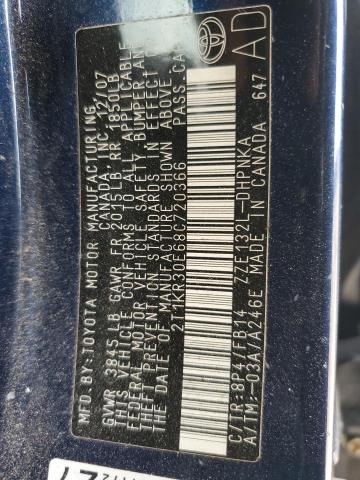 MFD.BY:TOYOTA MOTOR MANUFACTURING
CANADA, INC. 12/07
GVWR 3841LB GAWR FR 2015LB RR 1850LB
THIS VEHICLE CONFORMS TO ALL APPLICABLE
FEDERAL MOTOR VEHICLE SAFETY, BUMPER, AND
THEFT PREVENTION STANDARDS IN EFFECT ON
THE DATE OF MANUFACTURE SHOWN ABOVE.
2T1KR30E68C720366 PASS.CAR
C/TR:8P4/FB14 ZZE132L-DHPNKA
A/TM:-03A/A246E MADE IN CANADA 647
AD
TOYOTA